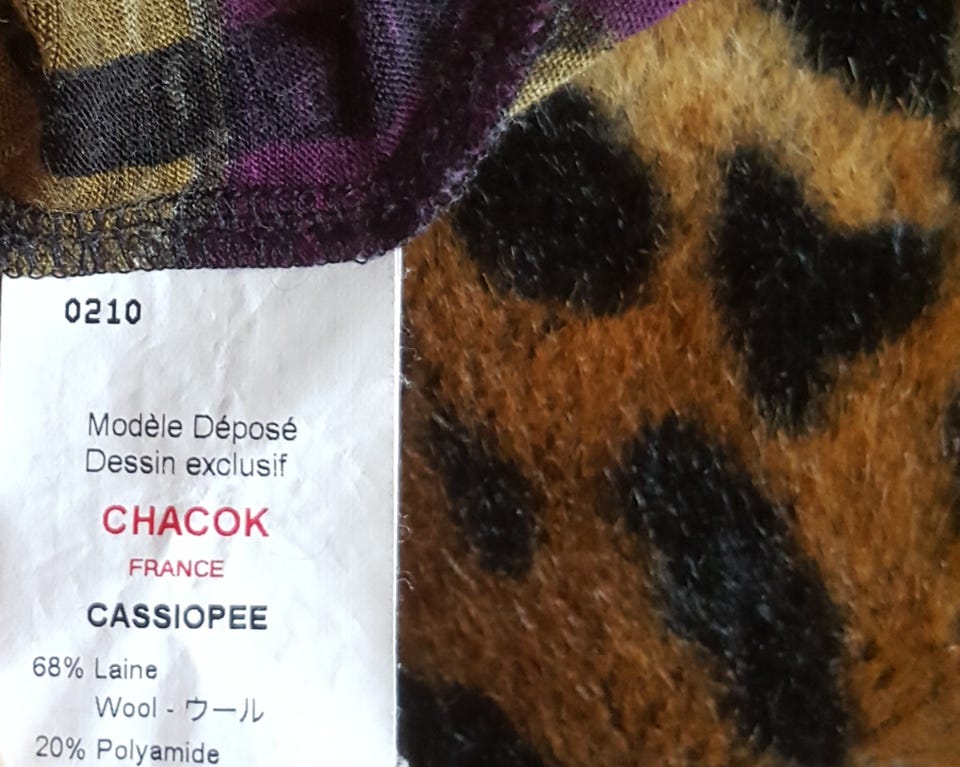 0210
Modèle Déposé
Dessin exclusif
CHACOK
FRANCE
CASSIOPEE
68% Laine
Wool - ウール
20% Polyamide